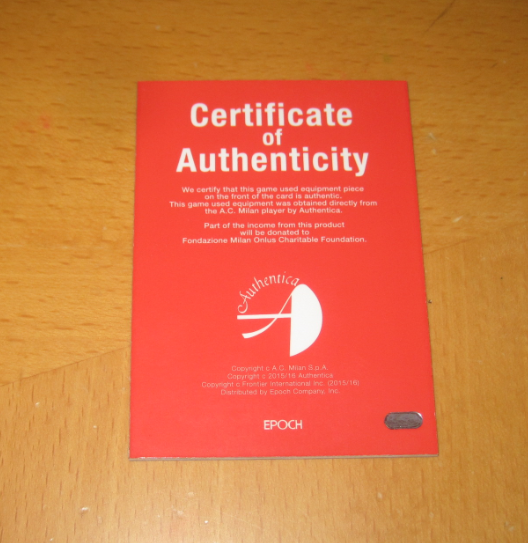 Certificate
of
Authenticity
We certify that this game used equipment piece
on the front of the card is authentic.
This game used equipment was obtained directly from
the A.C. Milan player by Authentica.
Part of the income from this product
will be donated to
Fondazione Milan Onlus Charitable Foundation.
Authentica
Copyright c A.C. Milan S.p.A.
Copyright c 2015/16 Authentica
Copyright c Frontier International Inc. (2015/16)
Distributed by Epoch Company, Inc.
EPOCH